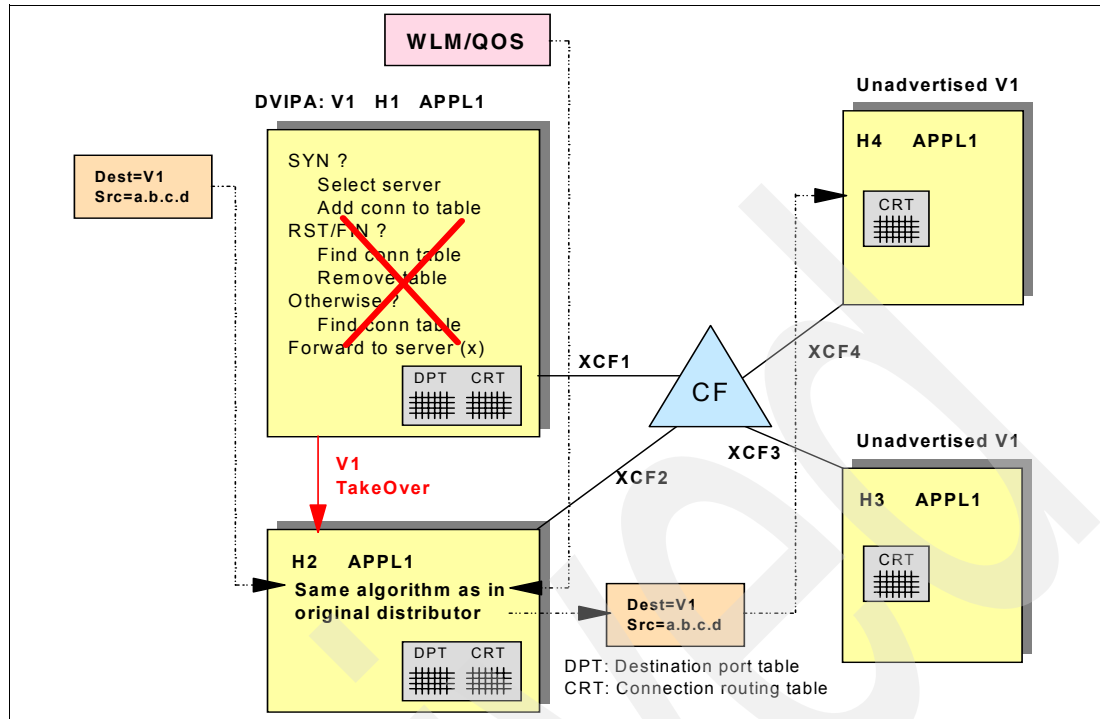 WLM/QOS
DVIPA: V1 H1 APPL1
SYN ?
Select server
Add conn to table
RST/FIN ?
Find conn table
Remove table
Otherwise ?
Find conn table
Forward to server (x)
DPT CRT
Dest=V1
Src=a.b.c.d
Unadvertised V1
H4 APPL1
CRT
XCF1
XCF4
CF
XCF2
XCF3
V1
TakeOver
Unadvertised V1
H3 APPL1
CRT
H2 APPL1
Same algorithm as in
original distributor
DPT CRT
Dest=V1
Src=a.b.c.d
DPT: Destination port table
CRT: Connection routing table